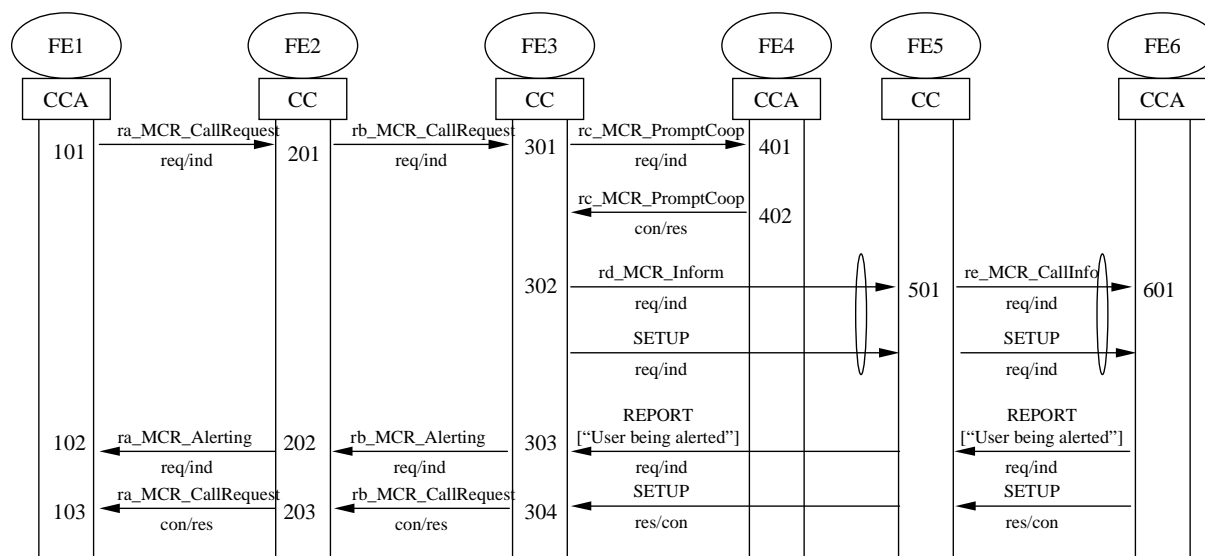 FE1 FE2 FE3 FE4 FE5 FE6
CCA CC CC CCA CC CCA
ra_MCR_CallRequest rb_MCR_CallRequest rc_MCR_PromptCoop
101 201 301 401
req/ind req/ind req/ind
rc_MCR_PromptCoop
402
con/res
rd_MCR_Inform re_MCR_CallInfo
302 501 601
req/ind req/ind
SETUP SETUP
req/ind req/ind
REPORT REPORT
ra_MCR_Alerting rb_MCR_Alerting ["User being alerted"] ["User being alerted"]
102 202 303
req/ind req/ind req/ind req/ind
ra_MCR_CallRequest rb_MCR_CallRequest SETUP SETUP
103 203 304
con/res con/res res/con res/con